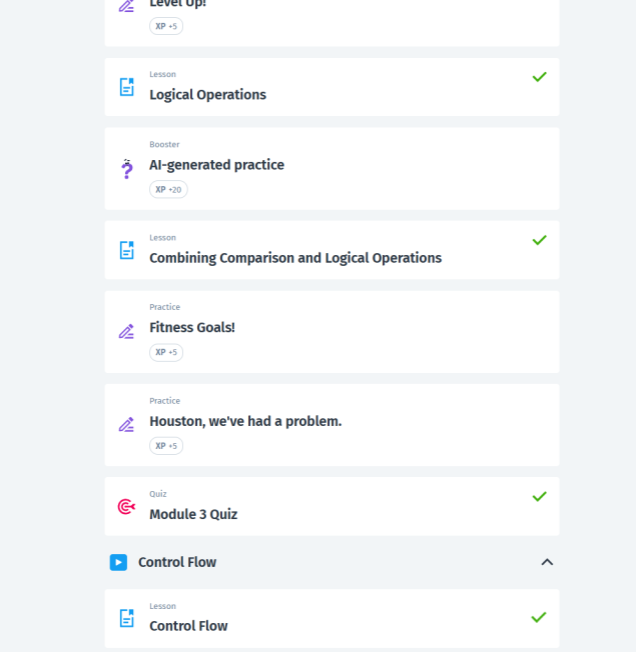 Level Up!
XP +5
Lesson
Logical Operations
Booster
AI-generated practice
XP +20
Lesson
Combining Comparison and Logical Operations
Practice
Fitness Goals!
XP +5
Practice
Houston, we've had a problem.
XP +5
Quiz
Module 3 Quiz
Control Flow
Lesson
Control Flow